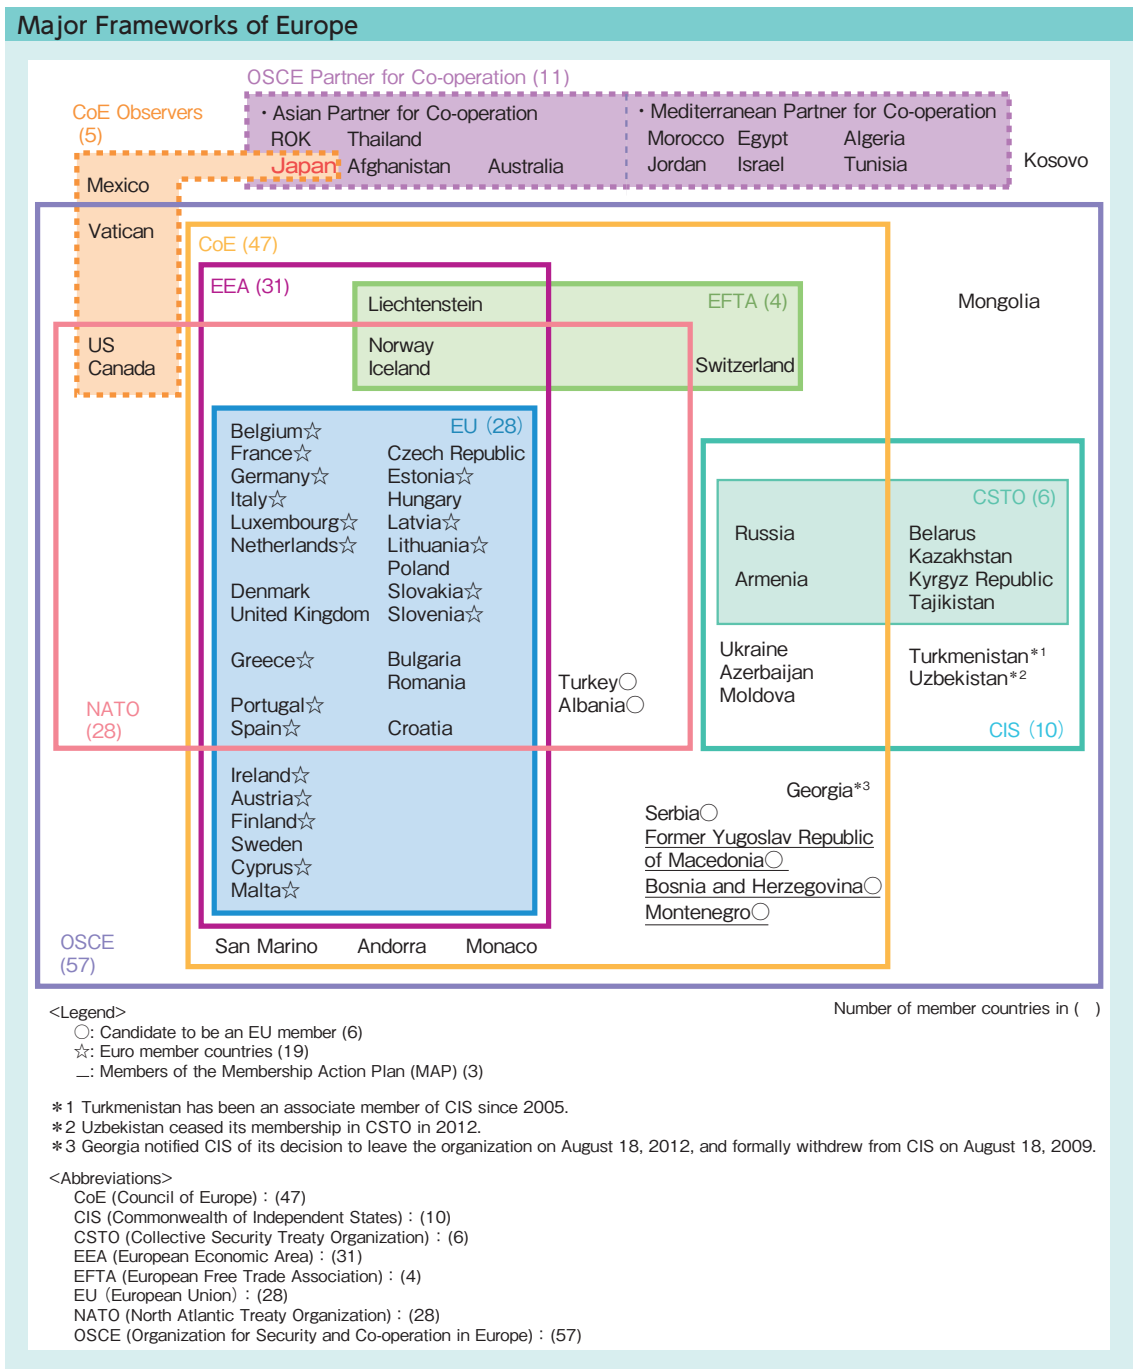 Major Frameworks of Europe
OSCE Partner for Co-operation (11)
CoE Observers
(5)
・Asian Partner for Co-operation
ROK Thailand
Japan Afghanistan Australia
・Mediterranean Partner for Co-operation
Morocco Egypt Algeria
Jordan Israel Tunisia
Kosovo
Mexico
Vatican
US
Canada
CoE (47)
EEA (31)
Liechtenstein
EFTA (4)
Norway
Iceland
Switzerland
Mongolia
EU (28)
Belgium☆
France☆ Czech Republic
Germany☆ Estonia☆
Italy☆ Hungary
Luxembourg☆ Latvia☆
Netherlands☆ Lithuania☆
Poland
Denmark Slovakia☆
United Kingdom Slovenia☆
Greece☆ Bulgaria
Romania
Portugal☆
Spain☆ Croatia
Ireland☆
Austria☆
Finland☆
Sweden
Cyprus☆
Malta☆
Turkey○
Albania○
NATO
(28)
CSTO (6)
Russia Belarus
Kazakhstan
Armenia Kyrgyz Republic
Tajikistan
Ukraine
Azerbaijan
Moldova
Turkmenistan*1
Uzbekistan*2
CIS (10)
Georgia*3
Serbia○
Former Yugoslav Republic
of Macedonia○
Bosnia and Herzegovina○
Montenegro○
San Marino Andorra Monaco
OSCE
(57)
<Legend>
Number of member countries in ( )
○: Candidate to be an EU member (6)
☆: Euro member countries (19)
_: Members of the Membership Action Plan (MAP) (3)
*1 Turkmenistan has been an associate member of CIS since 2005.
*2 Uzbekistan ceased its membership in CSTO in 2012.
*3 Georgia notified CIS of its decision to leave the organization on August 18, 2012, and formally withdrew from CIS on August 18, 2009.
<Abbreviations>
CoE (Council of Europe) : (47)
CIS (Commonwealth of Independent States) : (10)
CSTO (Collective Security Treaty Organization) : (6)
EEA (European Economic Area) : (31)
EFTA (European Free Trade Association) : (4)
EU (European Union) : (28)
NATO (North Atlantic Treaty Organization) : (28)
OSCE (Organization for Security and Co-operation in Europe) : (57)